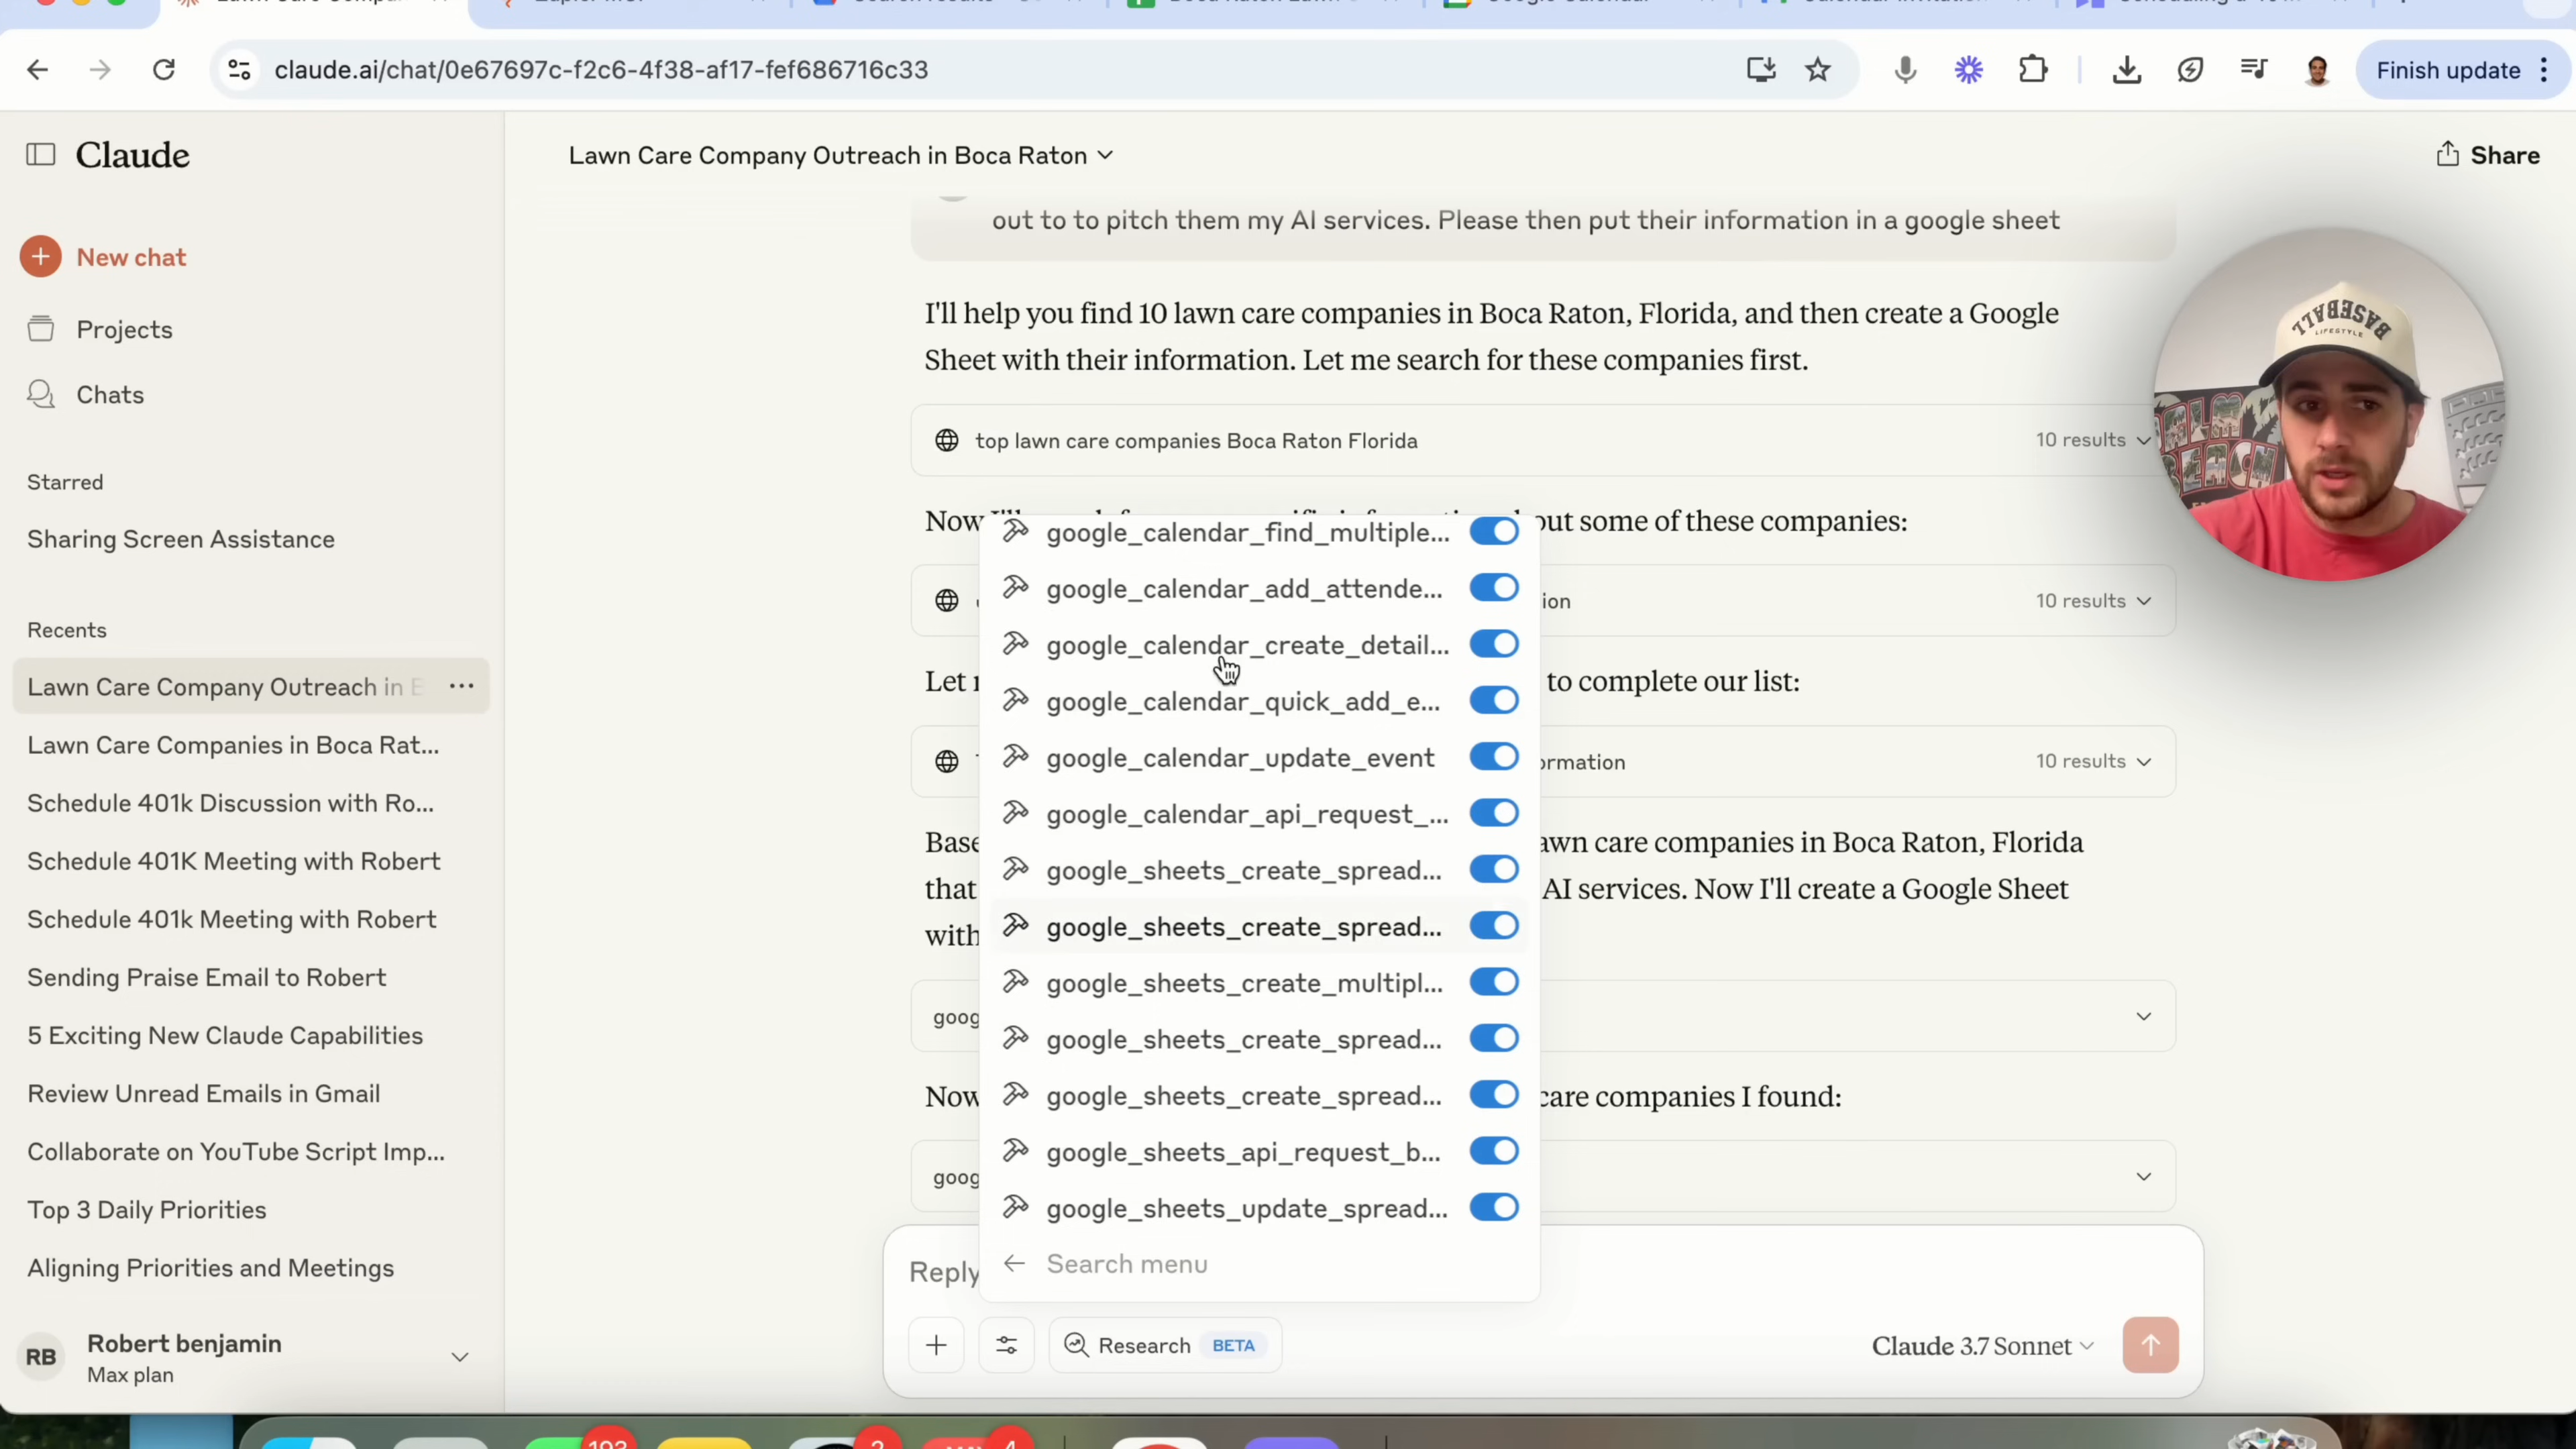 claude.ai/chat/0e67697c-f2c6-4f38-af17-fef686716c33
Finish update
Claude
Lawn Care Company Outreach in Boca Raton
Share
New chat
Projects
Chats
Starred
Sharing Screen Assistance
Recents
Lawn Care Company Outreach in
Lawn Care Companies in Boca Rat...
Schedule 401k Discussion with Ro...
Schedule 401K Meeting with Robert
Schedule 401k Meeting with Robert
Sending Praise Email to Robert
5 Exciting New Claude Capabilities
Review Unread Emails in Gmail
Collaborate on YouTube Script Imp...
Top 3 Daily Priorities
Aligning Priorities and Meetings
RB
Robert benjamin
Max plan
out to to pitch them my AI services. Please then put their information in a google sheet
I'll help you find 10 lawn care companies in Boca Raton, Florida, and then create a Google
Sheet with their information. Let me search for these companies first.
top lawn care companies Boca Raton Florida 10 results
Now out some of these companies:
10 results
Let to complete our list:
10 results
awn care companies in Boca Raton, Florida
that AI services. Now I'll create a Google Sheet
with
goog
Now care companies I found:
goog
google_calendar_find_multiple...
google_calendar_add_attende...
google_calendar_create_detail...
google_calendar_quick_add_e...
google_calendar_update_event
google_calendar_api_request_...
google_sheets_create_spread...
google_sheets_create_spread...
google_sheets_create_multipl...
google_sheets_create_spread...
google_sheets_create_spread...
google_sheets_api_request_b...
google_sheets_update_spread...
Search menu
Reply
Research BETA
Claude 3.7 Sonnet
BASEBALL
LIFESTYLE
PALM
BEACH
193
2
4